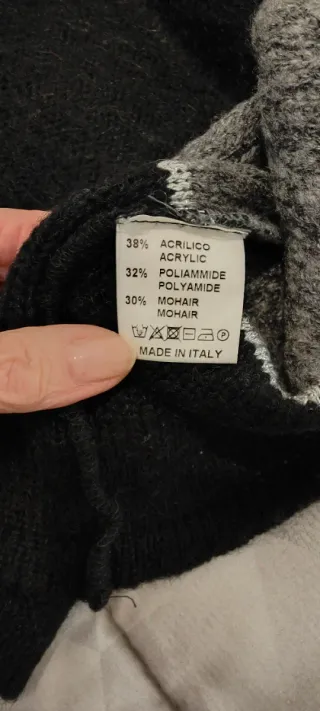 38% ACRILICO
ACRYLIC
32% POLIAMMIDE
POLYAMIDE
30% MOHAIR
MOHAIR
P
MADE IN ITALY